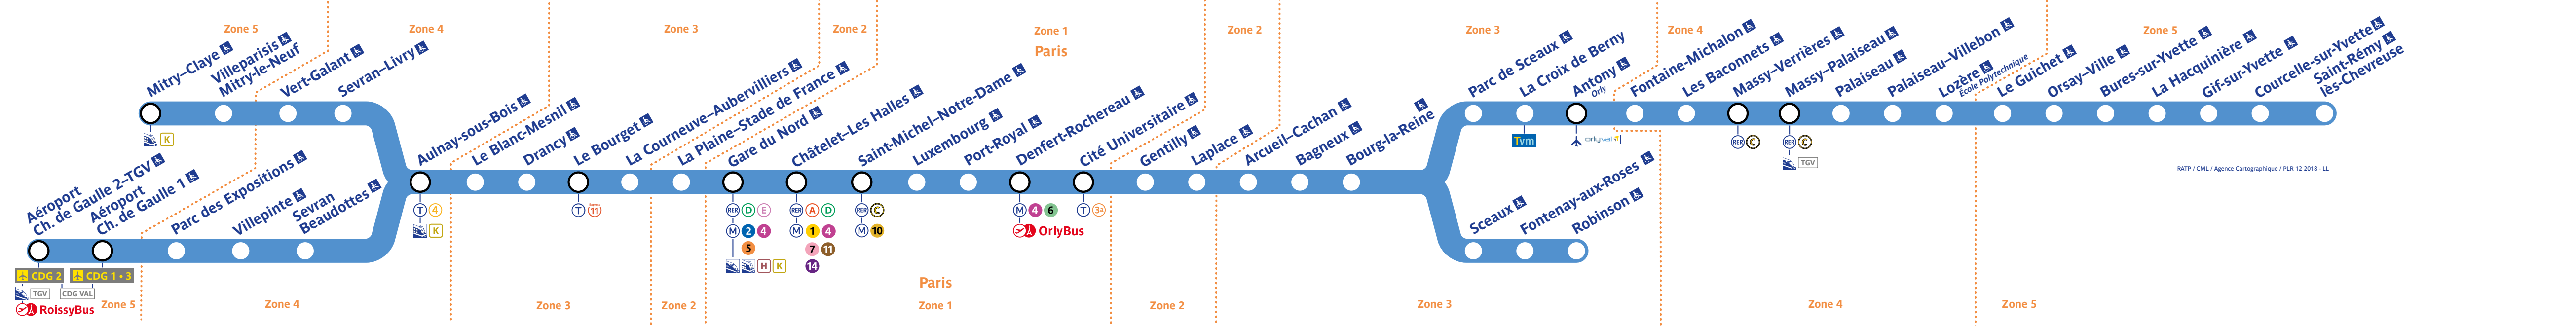 Zone 5
Zone 4
Zone 3
Zone 2
Zone 1
Paris
Zone 2
Zone 3
Zone 4
Zone 5
Mitry–Claye
Villeparisis
Mitry-le-Neuf
Vert-Galant
Sevran–Livry
K
Aéroport
Ch. de Gaulle 2–TGV
Aéroport
Ch. de Gaulle 1
Parc des Expositions
Villepinte
Sevran
Beaudottes
CDG 2
CDG 1 • 3
TGV
CDG VAL
RoissyBus
Aulnay-sous-Bois
T 4
K
Le Blanc-Mesnil
Drancy
Le Bourget
T 11
La Courneuve–Aubervilliers
La Plaine–Stade de France
Gare du Nord
RER D E
M 2 4
5
H K
Châtelet–Les Halles
RER A D
M 1 4
7 11
14
Saint-Michel–Notre-Dame
RER C
M 10
Luxembourg
Port-Royal
Denfert-Rochereau
M 4 6
OrlyBus
Cité Universitaire
T 3a
Gentilly
Laplace
Arcueil–Cachan
Bagneux
Bourg-la-Reine
Parc de Sceaux
La Croix de Berny
Tvm
Antony
Orly
orlyval
Fontaine-Michalon
Les Baconnets
Massy–Verrières
RER C
Massy–Palaiseau
RER C
TGV
Palaiseau
Palaiseau–Villebon
Lozère
École Polytechnique
Le Guichet
Orsay–Ville
Bures-sur-Yvette
La Hacquinière
Gif-sur-Yvette
Courcelle-sur-Yvette
Saint-Rémy
lès-Chevreuse
Sceaux
Fontenay-aux-Roses
Robinson
RATP / CML / Agence Cartographique / PLR 12 2018 - LL
Zone 5
Zone 4
Zone 3
Zone 2
Paris
Zone 1
Zone 2
Zone 3
Zone 4
Zone 5